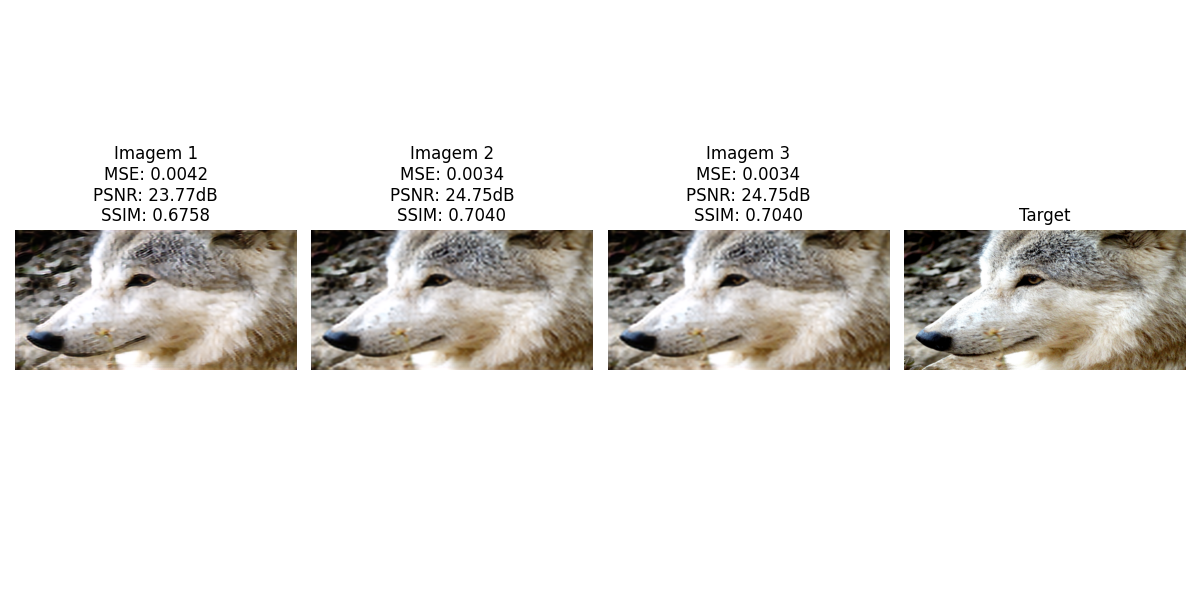 Imagem 1
MSE: 0.0042
PSNR: 23.77dB
SSIM: 0.6758
Imagem 2
MSE: 0.0034
PSNR: 24.75dB
SSIM: 0.7040
Imagem 3
MSE: 0.0034
PSNR: 24.75dB
SSIM: 0.7040
Target